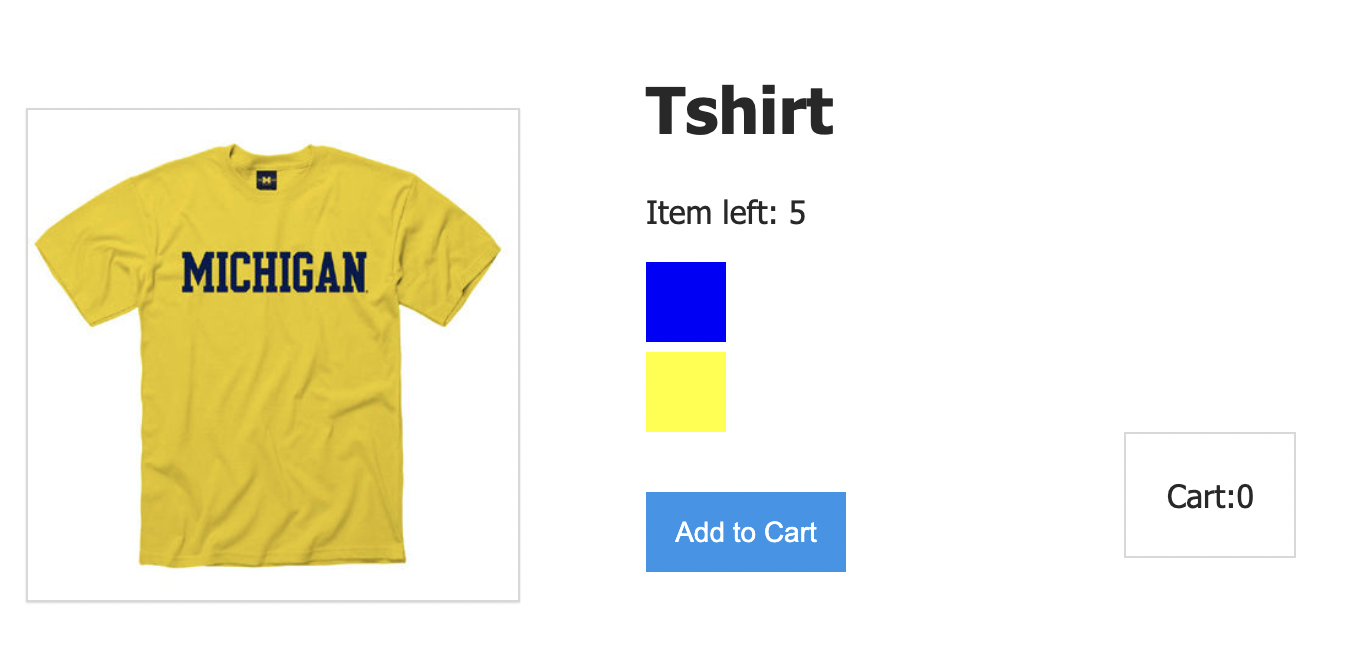 MICHIGAN
Tshirt
Item left: 5
Add to Cart
Cart:0